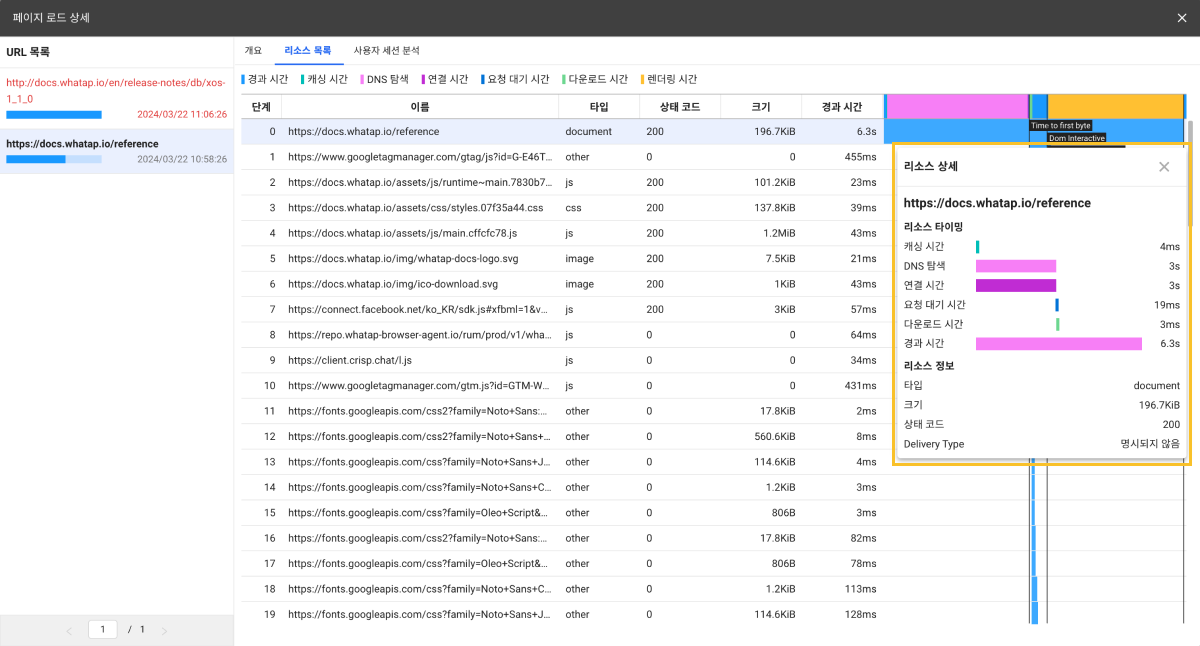 페이지 로드 상세
URL 목록
http://docs.whatap.io/en/release-notes/db/xos-
1_1_0
2024/03/22 11:06:26
https://docs.whatap.io/reference
2024/03/22 10:58:26
1 / 1
개요 리소스 목록 사용자 세션 분석
경과 시간 캐싱 시간 DNS 탐색 연결 시간 요청 대기 시간 다운로드 시간 렌더링 시간
단계 이름 타입 상태 코드 크기 경과 시간
0 https://docs.whatap.io/reference document 200 196.7KiB 6.3s
1 https://www.googletagmanager.com/gtag/js?id=G-E46T... other 0 0 455ms
2 https://docs.whatap.io/assets/js/runtime~main.7830b7... js 200 101.2KiB 23ms
3 https://docs.whatap.io/assets/css/styles.07f35a44.css css 200 137.8KiB 39ms
4 https://docs.whatap.io/assets/js/main.cffcfc78.js js 200 1.2MiB 43ms
5 https://docs.whatap.io/img/whatap-docs-logo.svg image 200 7.5KiB 21ms
6 https://docs.whatap.io/img/ico-download.svg image 200 1KiB 43ms
7 https://connect.facebook.net/ko_KR/sdk.js#xfbml=1&v... js 200 3KiB 57ms
8 https://repo.whatap-browser-agent.io/rum/prod/v1/wha... js 0 0 64ms
9 https://client.crisp.chat/l.js js 0 0 34ms
10 https://www.googletagmanager.com/gtm.js?id=GTM-W... js 0 0 431ms
11 https://fonts.googleapis.com/css2?family=Noto+Sans:... other 0 17.8KiB 2ms
12 https://fonts.googleapis.com/css2?family=Noto+Sans+... other 0 560.6KiB 8ms
13 https://fonts.googleapis.com/css?family=Noto+Sans+J... other 0 114.6KiB 4ms
14 https://fonts.googleapis.com/css?family=Noto+Sans+C... other 0 1.2KiB 3ms
15 https://fonts.googleapis.com/css?family=Oleo+Script&... other 0 806B 3ms
16 https://fonts.googleapis.com/css2?family=Noto+Sans:... other 0 17.8KiB 82ms
17 https://fonts.googleapis.com/css?family=Oleo+Script&... other 0 806B 78ms
18 https://fonts.googleapis.com/css?family=Noto+Sans+C... other 0 1.2KiB 113ms
19 https://fonts.googleapis.com/css?family=Noto+Sans+J... other 0 114.6KiB 128ms
Time to first byte
Dom Interactive
리소스 상세
https://docs.whatap.io/reference
리소스 타이밍
캐싱 시간 4ms
DNS 탐색 3s
연결 시간 3s
요청 대기 시간 19ms
다운로드 시간 3ms
경과 시간 6.3s
리소스 정보
타입 document
크기 196.7KiB
상태 코드 200
Delivery Type 명시되지 않음